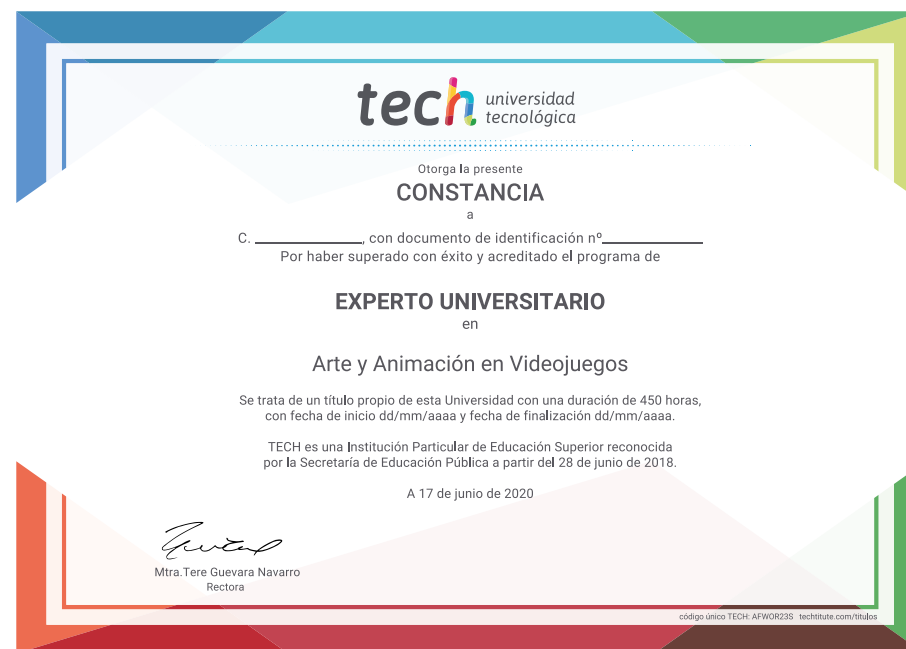 tech universidad
tecnológica
Otorga la presente
CONSTANCIA
a
C. ____________, con documento de identificación nº____________
Por haber superado con éxito y acreditado el programa de
EXPERTO UNIVERSITARIO
en
Arte y Animación en Videojuegos
Se trata de un título propio de esta Universidad con una duración de 450 horas,
con fecha de inicio dd/mm/aaaa y fecha de finalización dd/mm/aaaa.
TECH es una Institución Particular de Educación Superior reconocida
por la Secretaría de Educación Pública a partir del 28 de junio de 2018.
A 17 de junio de 2020
Mtra.Tere Guevara Navarro
Rectora
código único TECH: AFWOR23S techtitute.com/titulos